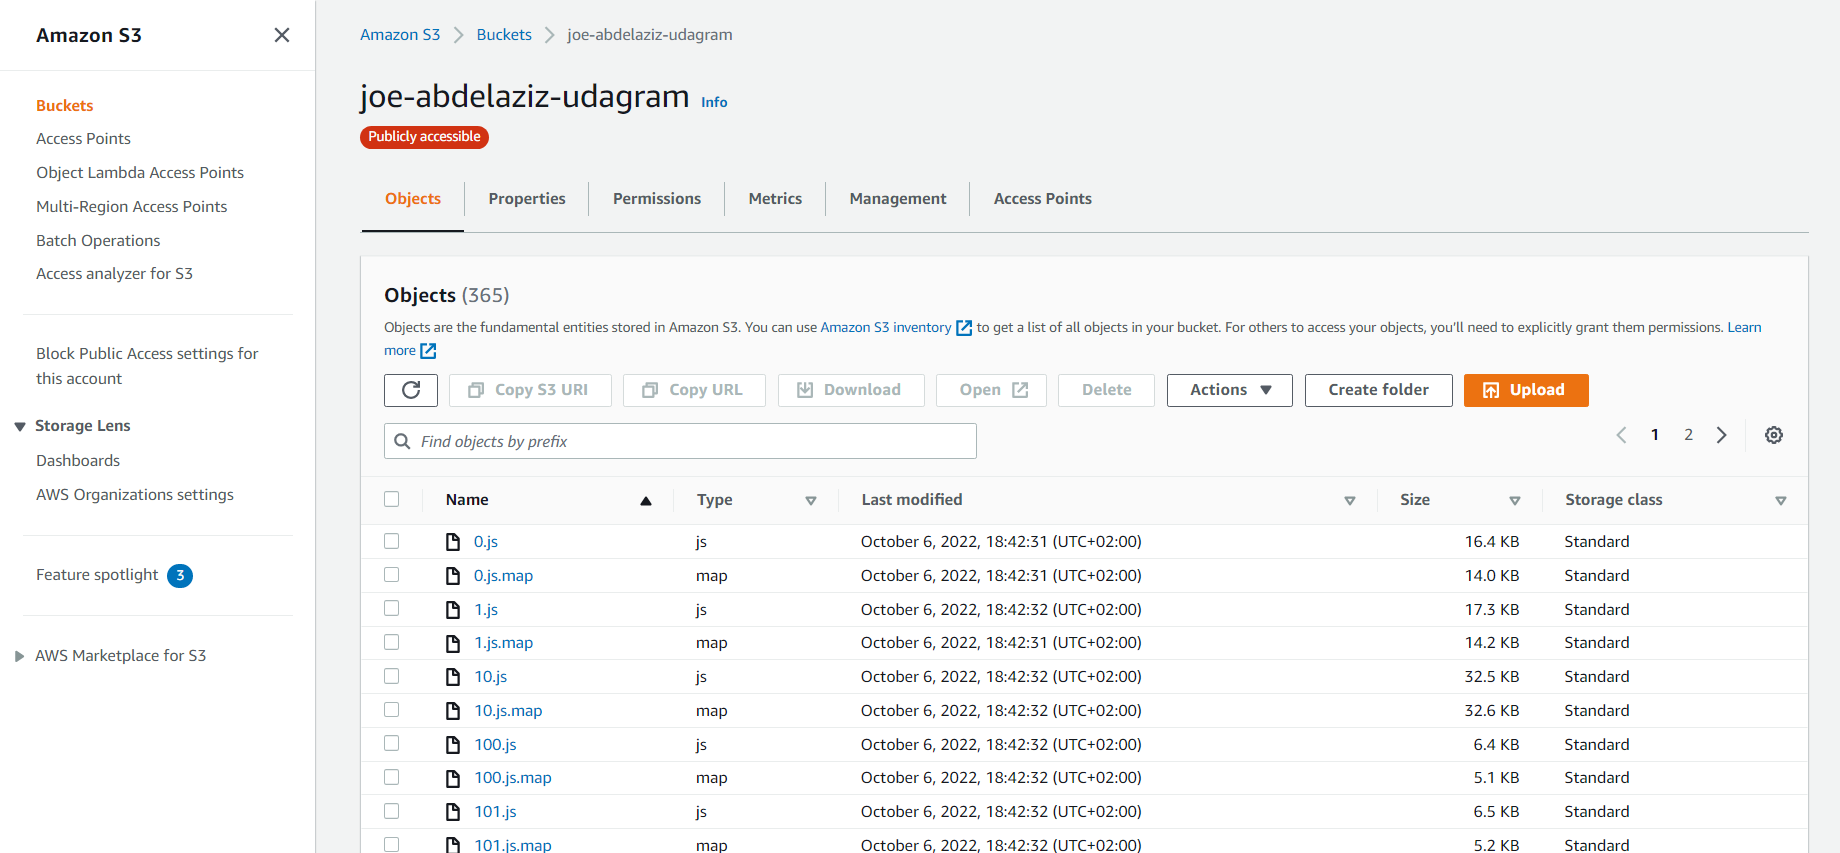 Amazon S3
Buckets
Access Points
Object Lambda Access Points
Multi-Region Access Points
Batch Operations
Access analyzer for S3
Block Public Access settings for
this account
Storage Lens
Dashboards
AWS Organizations settings
Feature spotlight 3
AWS Marketplace for S3
Amazon S3 Buckets joe-abdelaziz-udagram
joe-abdelaziz-udagram Info
Publicly accessible
Objects Properties Permissions Metrics Management Access Points
Objects (365)
Objects are the fundamental entities stored in Amazon S3. You can use Amazon S3 inventory to get a list of all objects in your bucket. For others to access your objects, you'll need to explicitly grant them permissions. Learn
more
Copy S3 URI Copy URL Download Open Delete Actions Create folder Upload
Find objects by prefix 1 2
Name Type Last modified Size Storage class
0.js js October 6, 2022, 18:42:31 (UTC+02:00) 16.4 KB Standard
0.js.map map October 6, 2022, 18:42:31 (UTC+02:00) 14.0 KB Standard
1.js js October 6, 2022, 18:42:32 (UTC+02:00) 17.3 KB Standard
1.js.map map October 6, 2022, 18:42:31 (UTC+02:00) 14.2 KB Standard
10.js js October 6, 2022, 18:42:32 (UTC+02:00) 32.5 KB Standard
10.js.map map October 6, 2022, 18:42:32 (UTC+02:00) 32.6 KB Standard
100.js js October 6, 2022, 18:42:32 (UTC+02:00) 6.4 KB Standard
100.js.map map October 6, 2022, 18:42:32 (UTC+02:00) 5.1 KB Standard
101.js js October 6, 2022, 18:42:32 (UTC+02:00) 6.5 KB Standard
101.js.map map October 6, 2022, 18:42:32 (UTC+02:00) 5.2 KB Standard